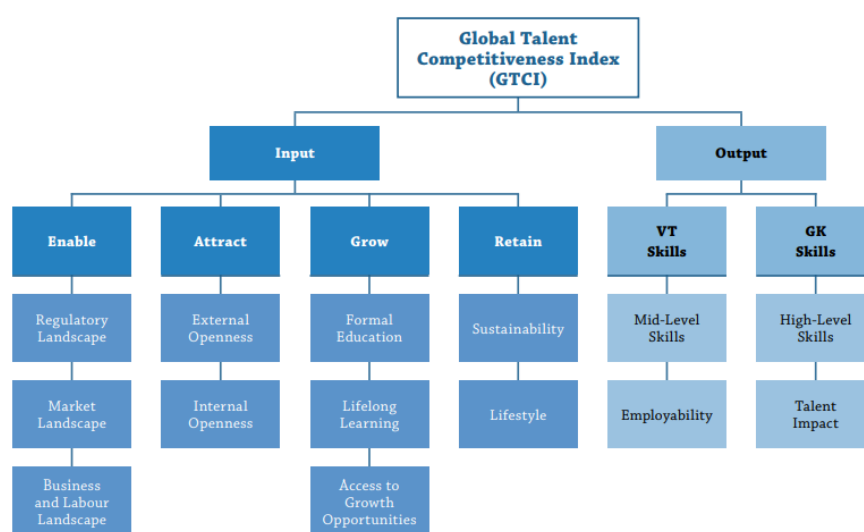 Global Talent
Competitiveness Index
(GTCI)
Input
Output
Enable
Attract
Grow
Retain
VT
Skills
GK
Skills
Regulatory
Landscape
External
Openness
Formal
Education
Sustainability
Mid-Level
Skills
High-Level
Skills
Market
Landscape
Internal
Openness
Lifelong
Learning
Lifestyle
Employability
Talent
Impact
Business
and Labour
Landscape
Access to
Growth
Opportunities